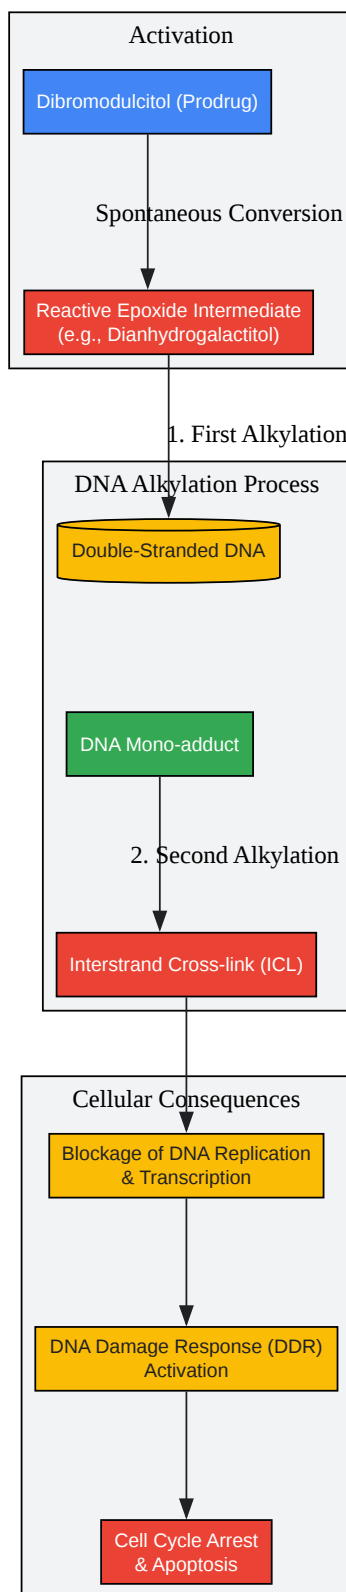 Activation
Dibromodulcitol (Prodrug)
Spontaneous Conversion
Reactive Epoxide Intermediate
(e.g., Dianhydrogalactitol)
1. First Alkylation
DNA Alkylation Process
Double-Stranded DNA
DNA Mono-adduct
2. Second Alkylation
Interstrand Cross-link (ICL)
Cellular Consequences
Blockage of DNA Replication
& Transcription
DNA Damage Response (DDR)
Activation
Cell Cycle Arrest
& Apoptosis